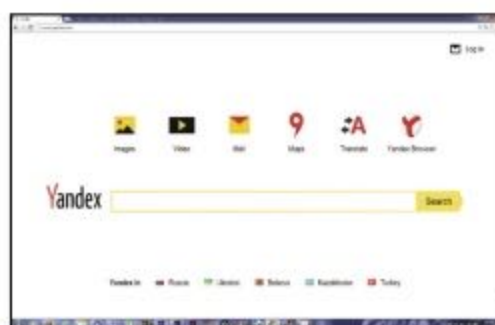 Log in
Images Video Mail Maps Translate Yandex Browser
Yandex Search
Yandex in Russia Ukraine Belarus Kazakhstan Turkey